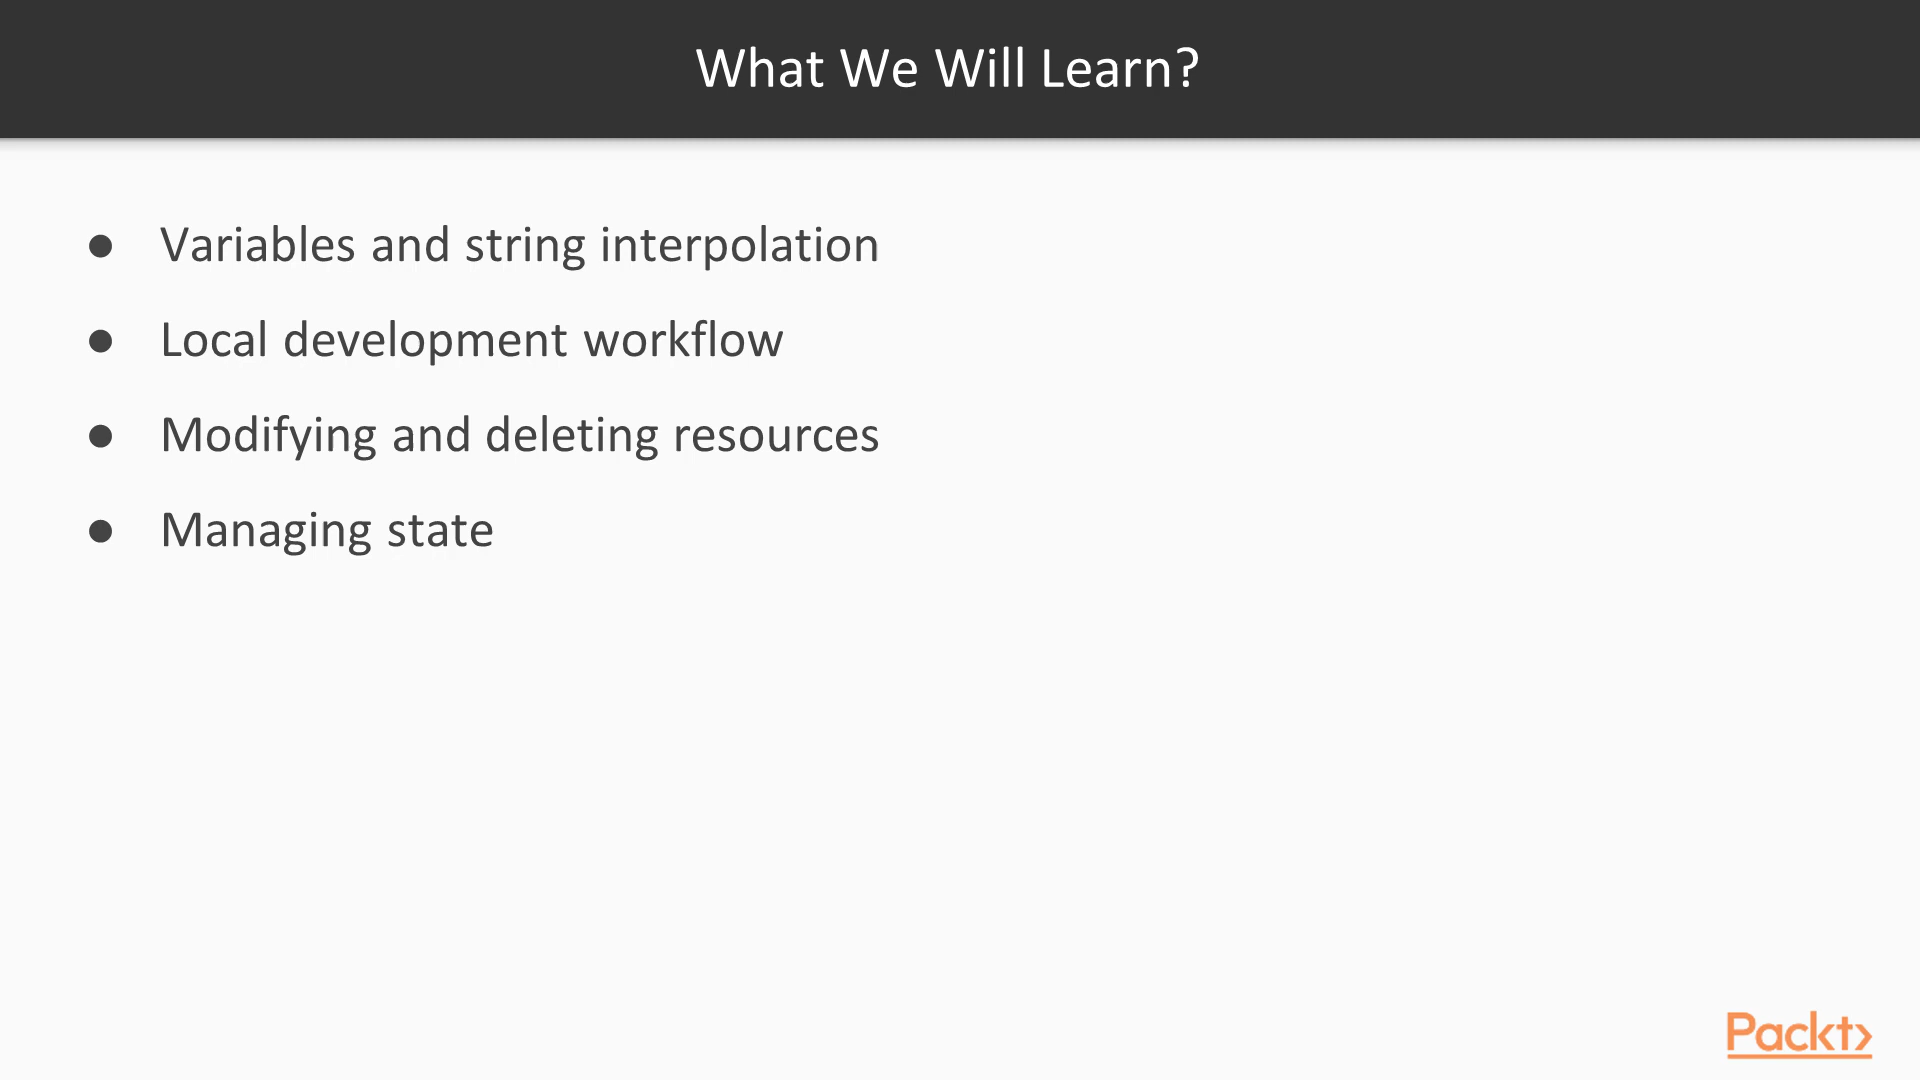 What We Will Learn?
● Variables and string interpolation
● Local development workflow
● Modifying and deleting resources
● Managing state
Packt>